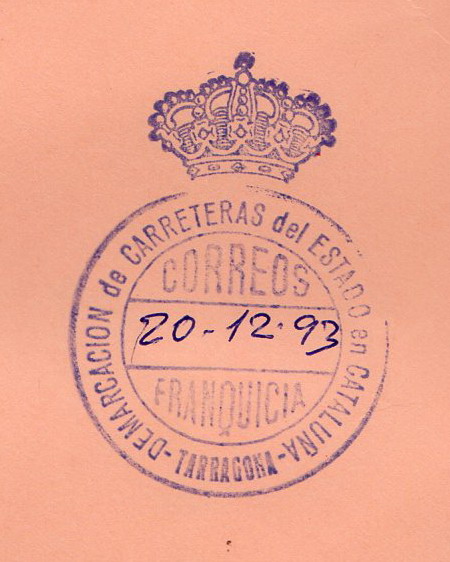 DEMARCACION de CARRETERAS del ESTADO en CATALUÑA
- TARRAGONA -
CORREOS
20-12-93
FRANQUICIA